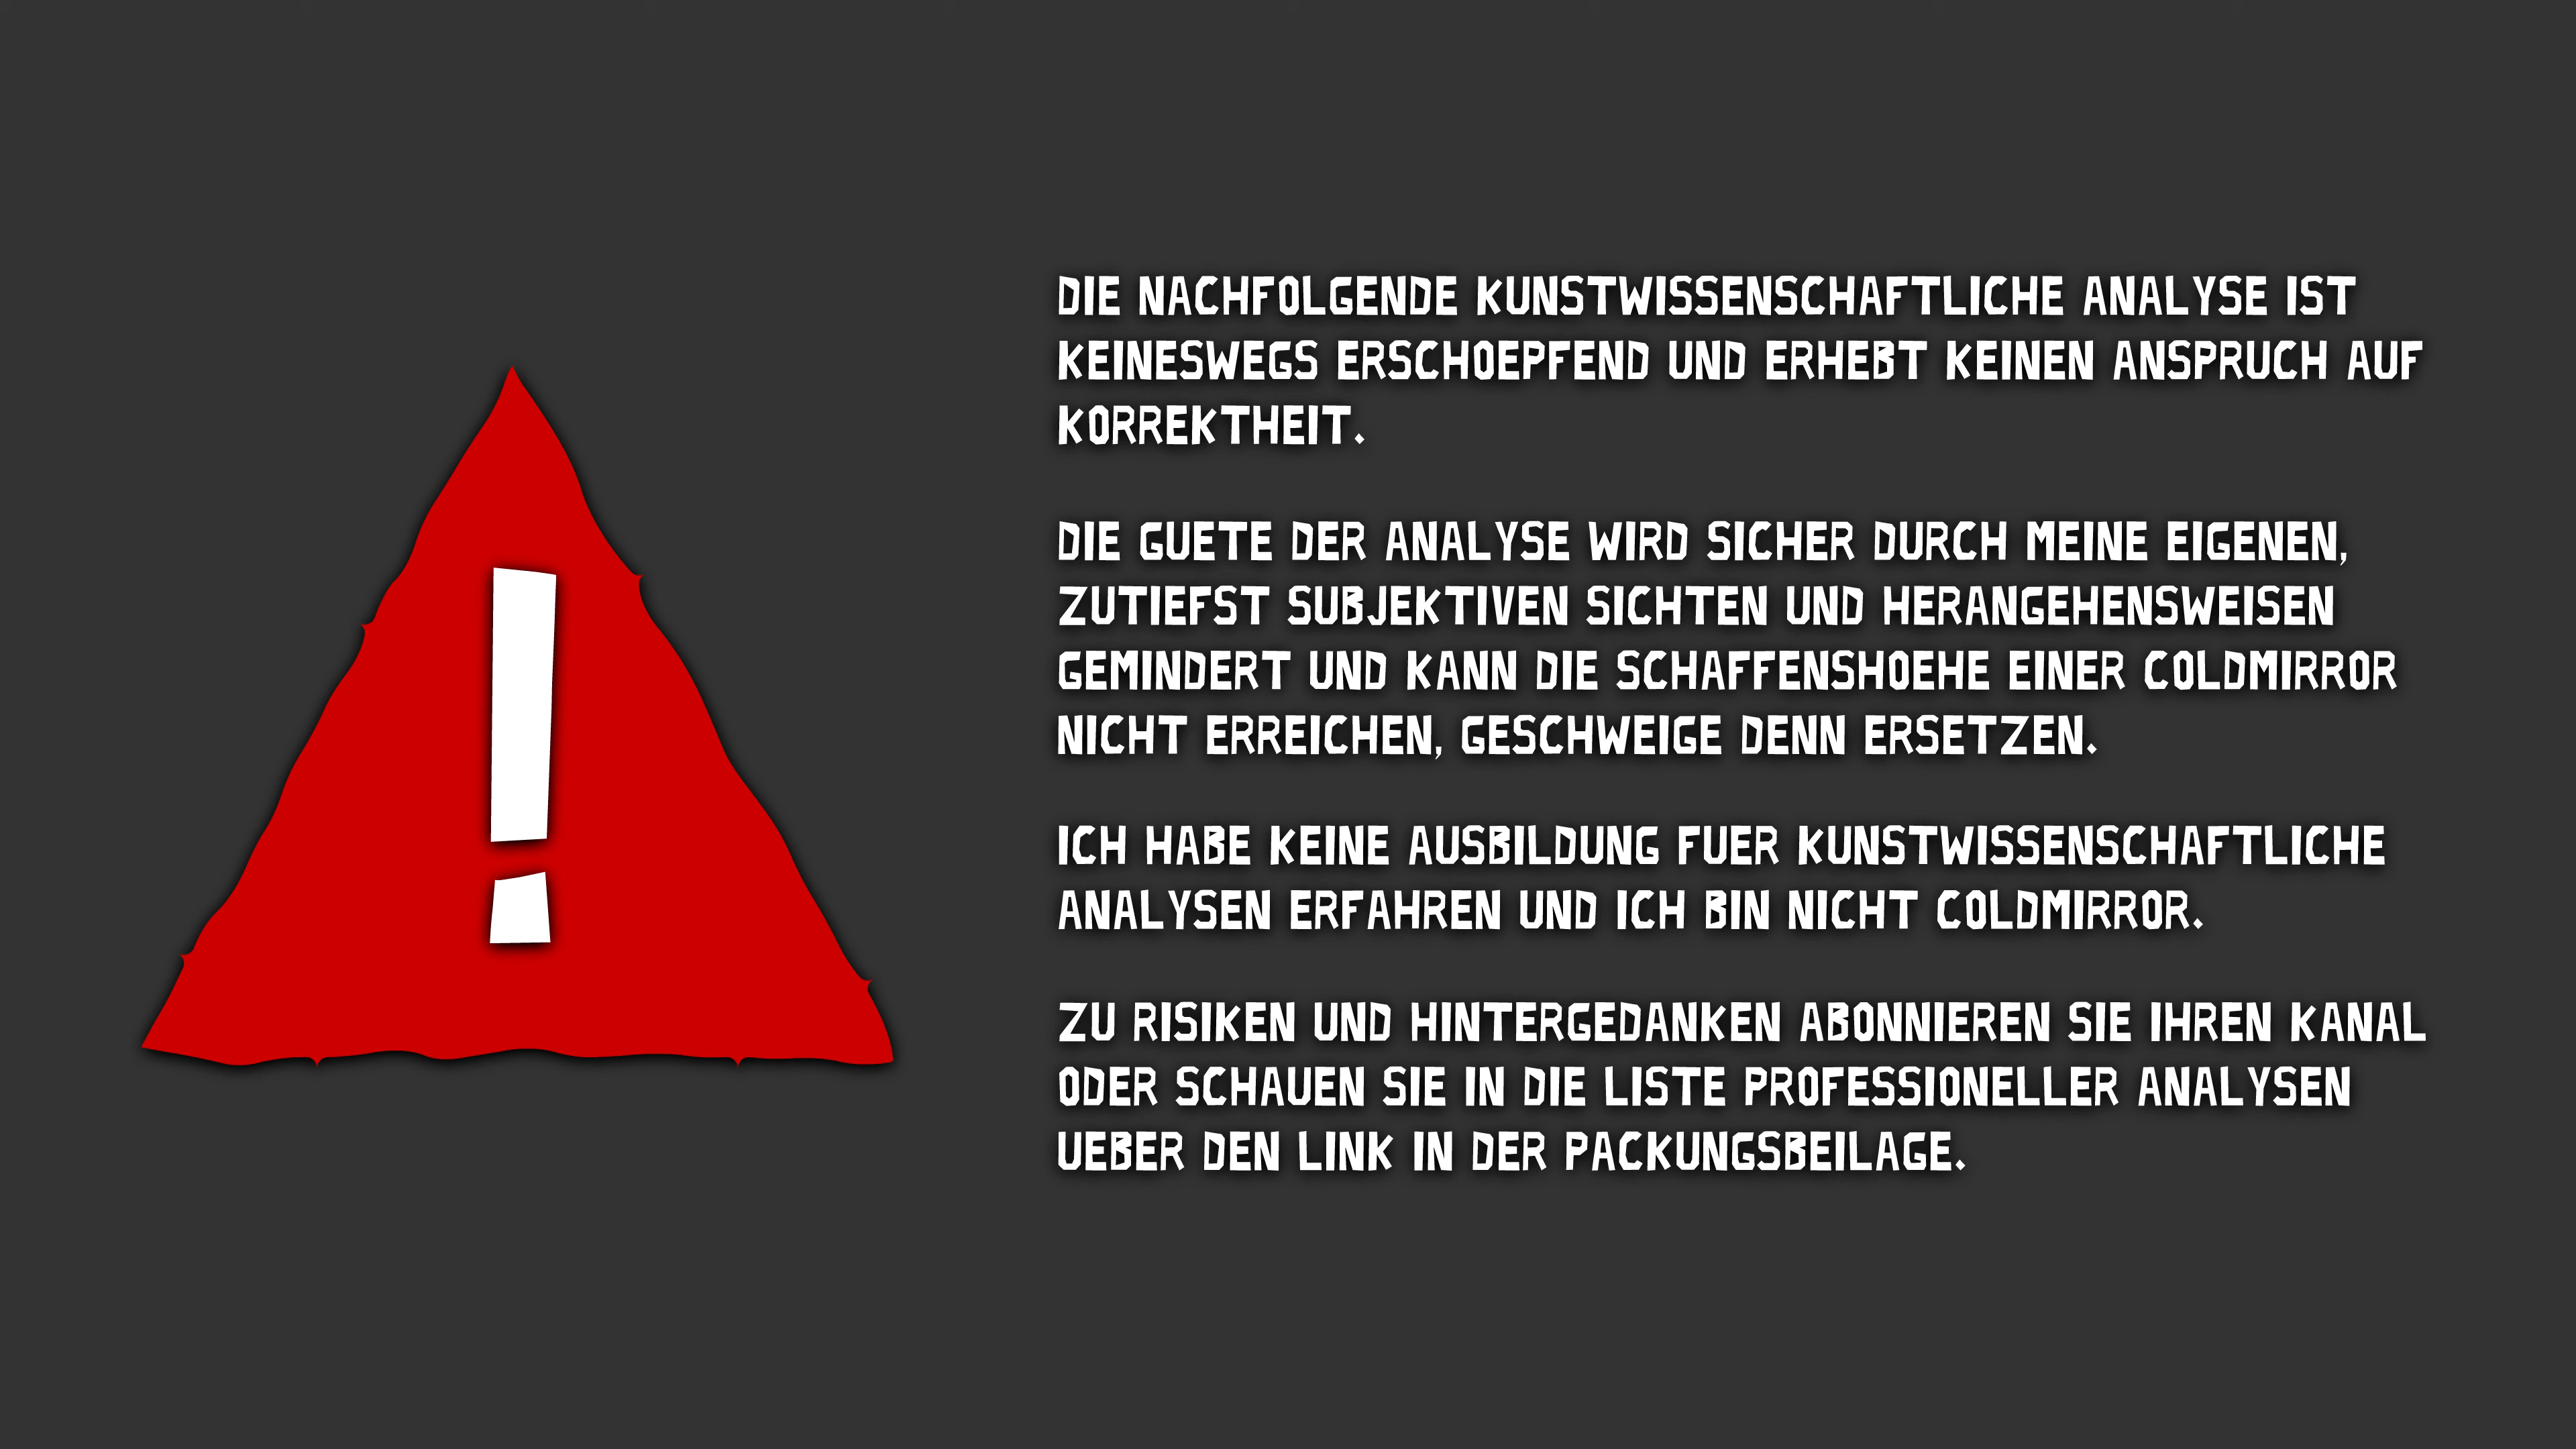 !
DIE NACHFOLGENDE KUNSTWISSENSCHAFTLICHE ANALYSE IST
KEINESWEGS ERSCHOEPFEND UND ERHEBT KEINEN ANSPRUCH AUF
KORREKTHEIT.
DIE GUETE DER ANALYSE WIRD SICHER DURCH MEINE EIGENEN,
ZUTIEFST SUBJEKTIVEN SICHTEN UND HERANGEHENSWEISEN
GEMINDERT UND KANN DIE SCHAFFENSHOEHE EINER COLDMIRROR
NICHT ERREICHEN, GESCHWEIGE DENN ERSETZEN.
ICH HABE KEINE AUSBILDUNG FUER KUNSTWISSENSCHAFTLICHE
ANALYSEN ERFAHREN UND ICH BIN NICHT COLDMIRROR.
ZU RISIKEN UND HINTERGEDANKEN ABONNIEREN SIE IHREN KANAL
ODER SCHAUEN SIE IN DIE LISTE PROFESSIONELLER ANALYSEN
UEBER DEN LINK IN DER PACKUNGSBEILAGE.